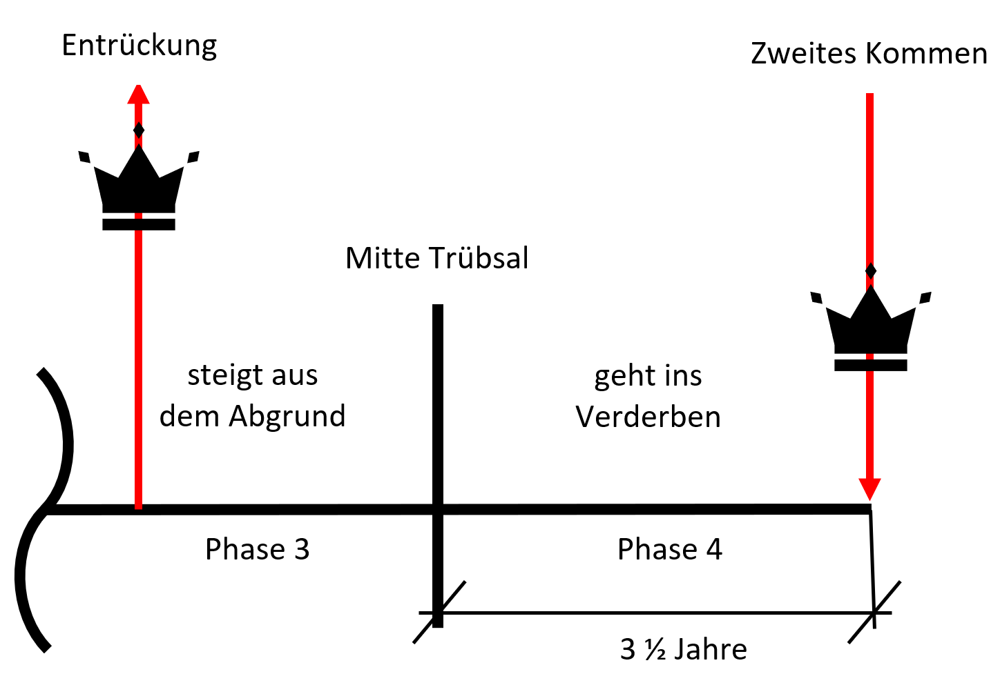 Entrückung
Zweites Kommen
Mitte Trübsal
steigt aus
dem Abgrund
geht ins
Verderben
Phase 3
Phase 4
3 ½ Jahre